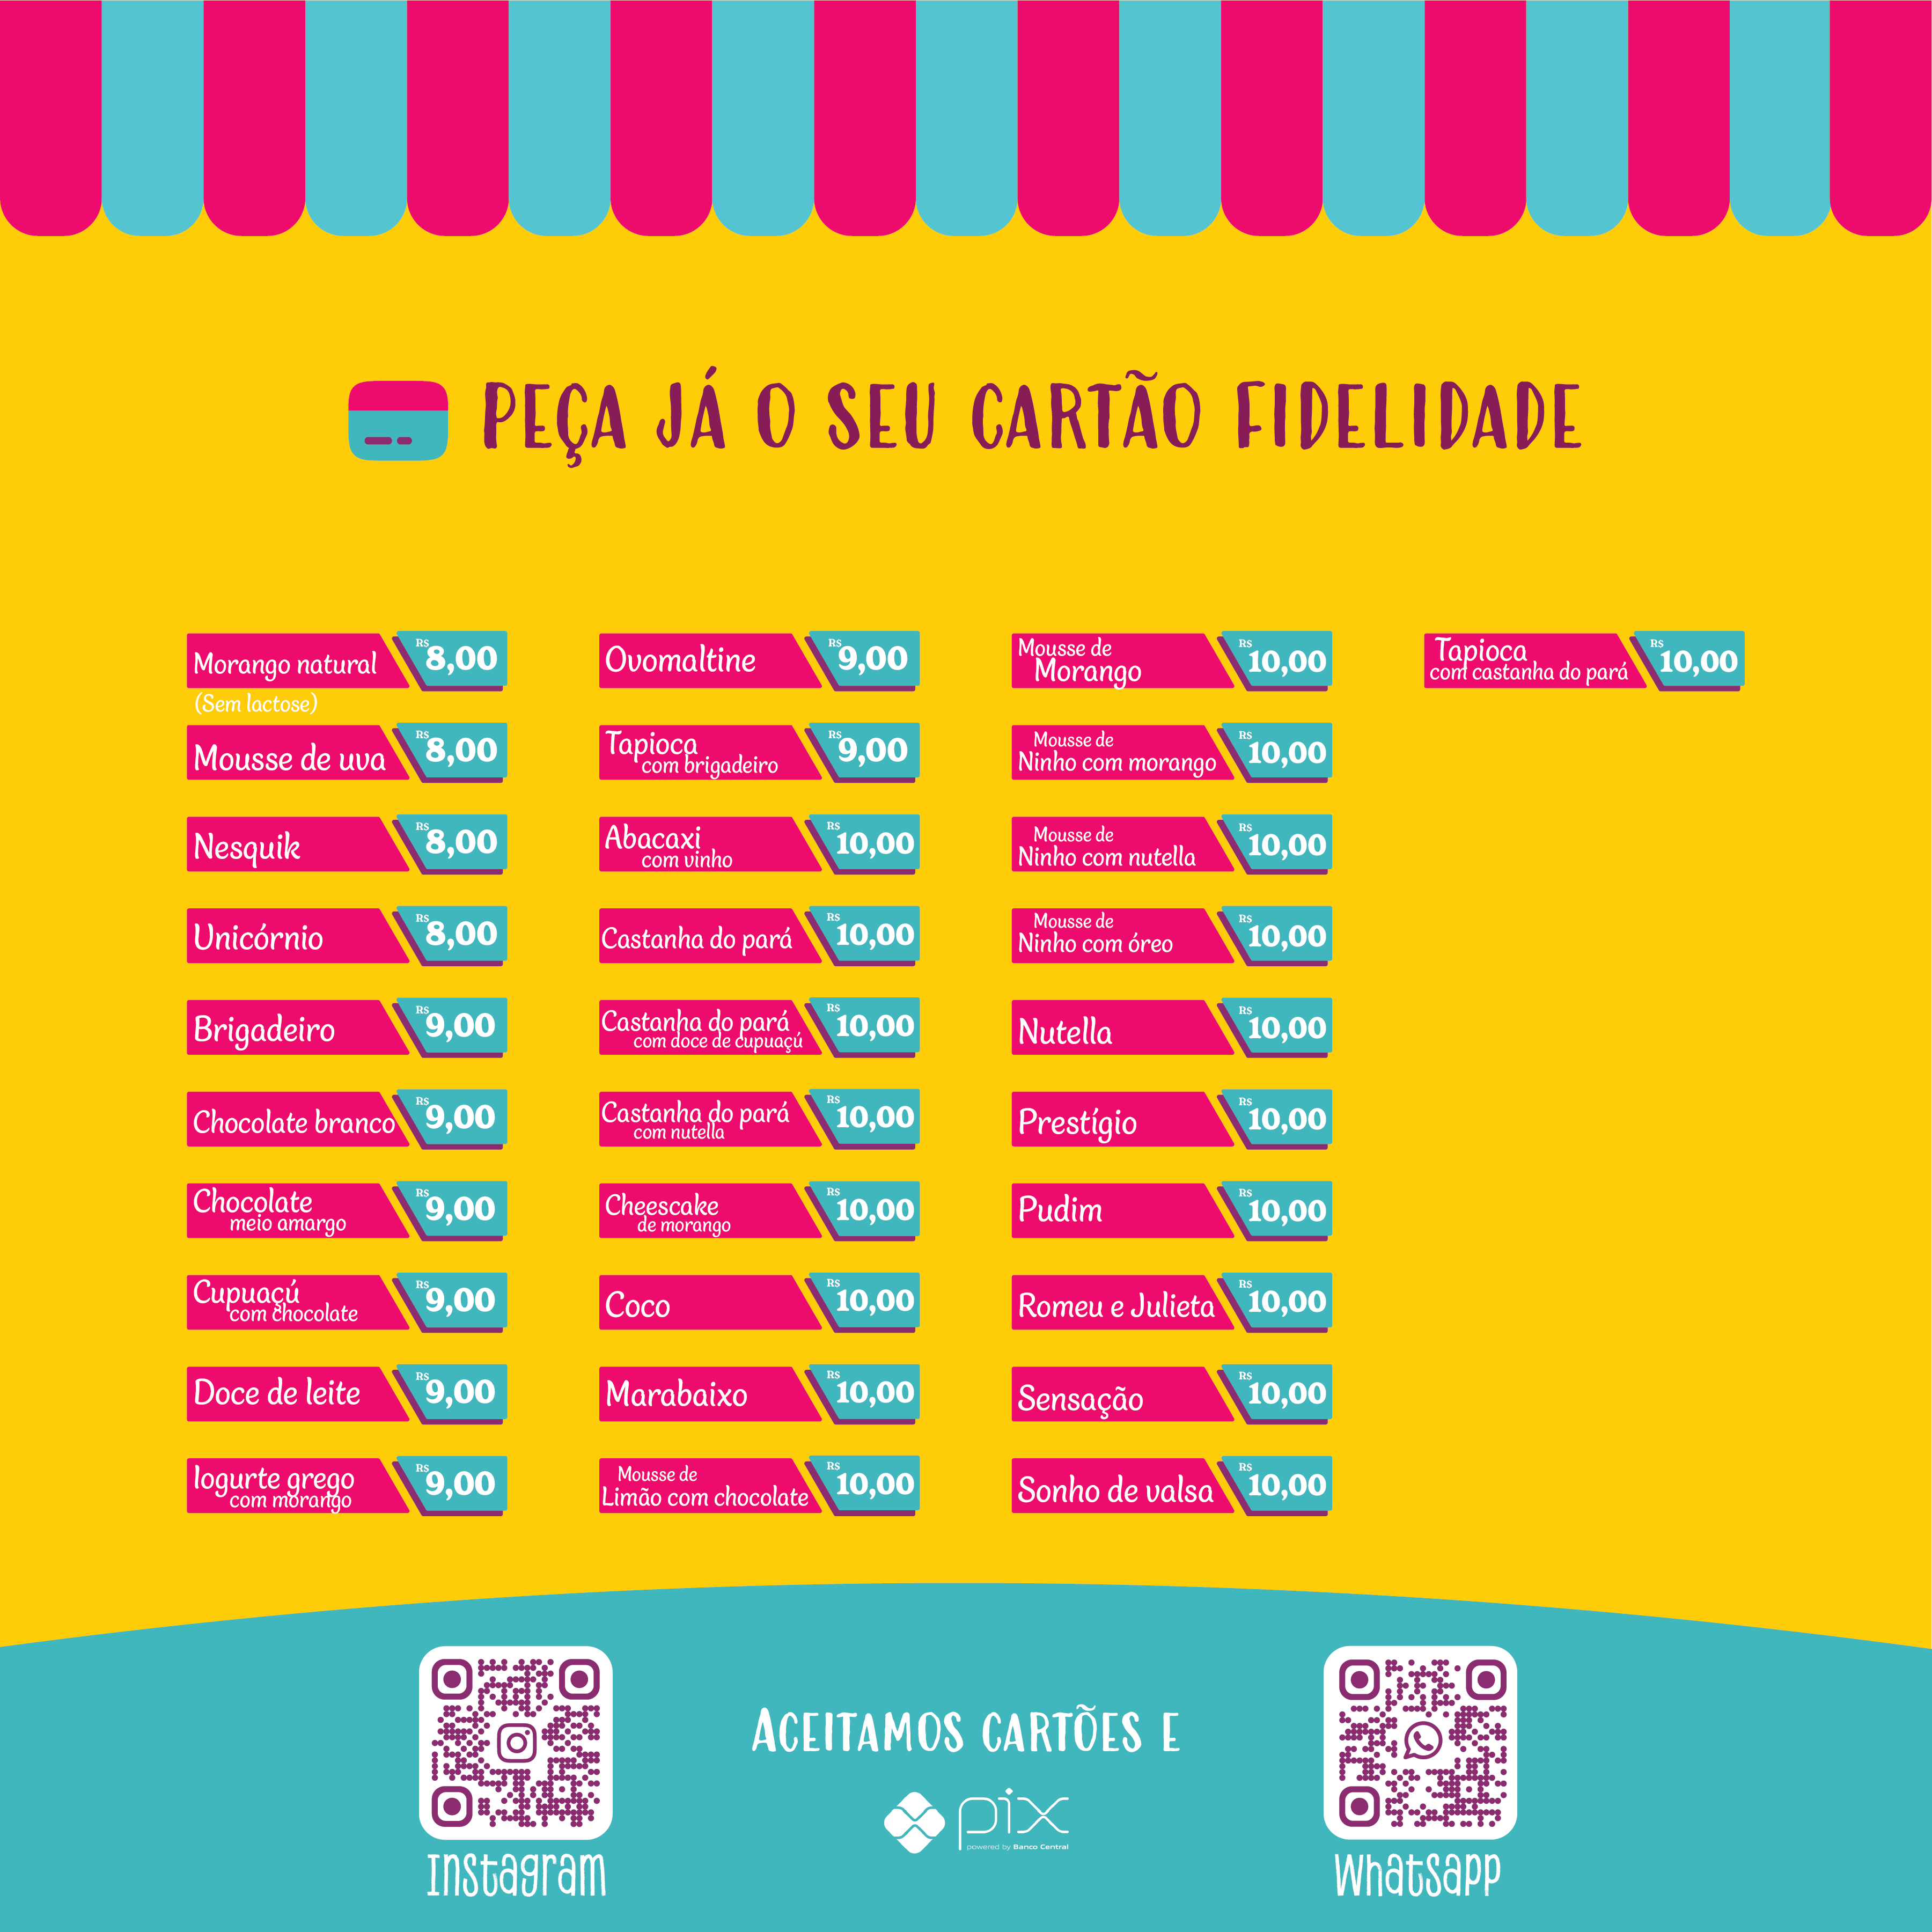 PEÇA JÁ O SEU CARTÃO FIDELIDADE
Morango natural
R$ 8,00
(Sem lactose)
Mousse de uva
R$ 8,00
Nesquik
R$ 8,00
Unicórnio
R$ 8,00
Brigadeiro
R$ 9,00
Chocolate branco
R$ 9,00
Chocolate
meio amargo
R$ 9,00
Cupuaçú
com chocolate
R$ 9,00
Doce de leite
R$ 9,00
Iogurte grego
com morango
R$ 9,00
Ovomaltine
R$ 9,00
Tapioca
com brigadeiro
R$ 9,00
Abacaxi
com vinho
R$ 10,00
Castanha do pará
R$ 10,00
Castanha do pará
com doce de cupuaçú
R$ 10,00
Castanha do pará
com nutella
R$ 10,00
Cheescake
de morango
R$ 10,00
Coco
R$ 10,00
Marabaixo
R$ 10,00
Mousse de
Limão com chocolate
R$ 10,00
Mousse de
Morango
R$ 10,00
Mousse de
Ninho com morango
R$ 10,00
Mousse de
Ninho com nutella
R$ 10,00
Mousse de
Ninho com óreo
R$ 10,00
Nutella
R$ 10,00
Prestígio
R$ 10,00
Pudim
R$ 10,00
Romeu e Julieta
R$ 10,00
Sensação
R$ 10,00
Sonho de valsa
R$ 10,00
Tapioca
com castanha do pará
R$ 10,00
Instagram
ACEITAMOS CARTÕES E
pix
powered by Banco Central
Whatsapp